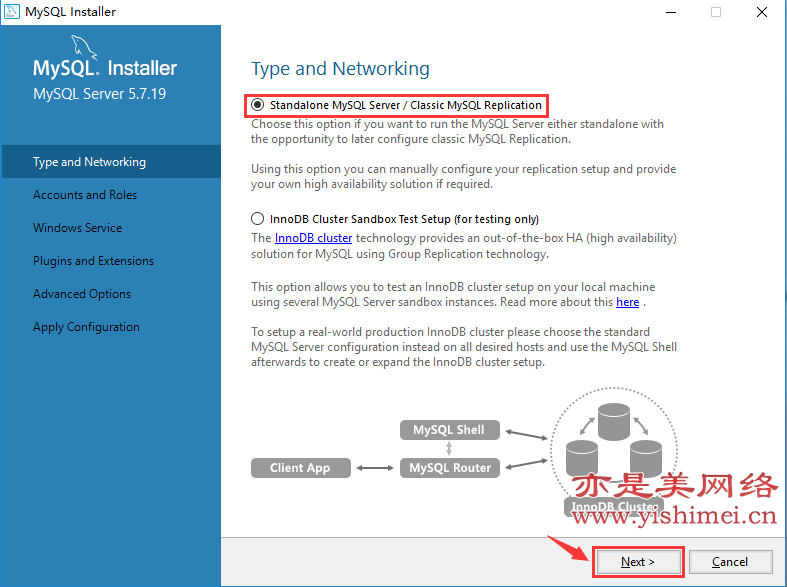 MySQL Installer
MySQL. Installer
MySQL Server 5.7.19
Type and Networking
Accounts and Roles
Windows Service
Plugins and Extensions
Advanced Options
Apply Configuration
Type and Networking
Standalone MySQL Server / Classic MySQL Replication
Choose this option if you want to run the MySQL Server either standalone with
the opportunity to later configure classic MySQL Replication.
Using this option you can manually configure your replication setup and provide
your own high availability solution if required.
InnoDB Cluster Sandbox Test Setup (for testing only)
The InnoDB cluster technology provides an out-of-the-box HA (high availability)
solution for MySQL using Group Replication technology.
This option allows you to test an InnoDB cluster setup on your local machine
using several MySQL Server sandbox instances. Read more about this here .
To setup a real-world production InnoDB cluster please choose the standard
MySQL Server configuration instead on all desired hosts and use the MySQL Shell
afterwards to create or expand the InnoDB cluster setup.
MySQL Shell
Client App
MySQL Router
InnoDB Cluster
亦是美网络
www.yishimei.cn
Next >
Cancel